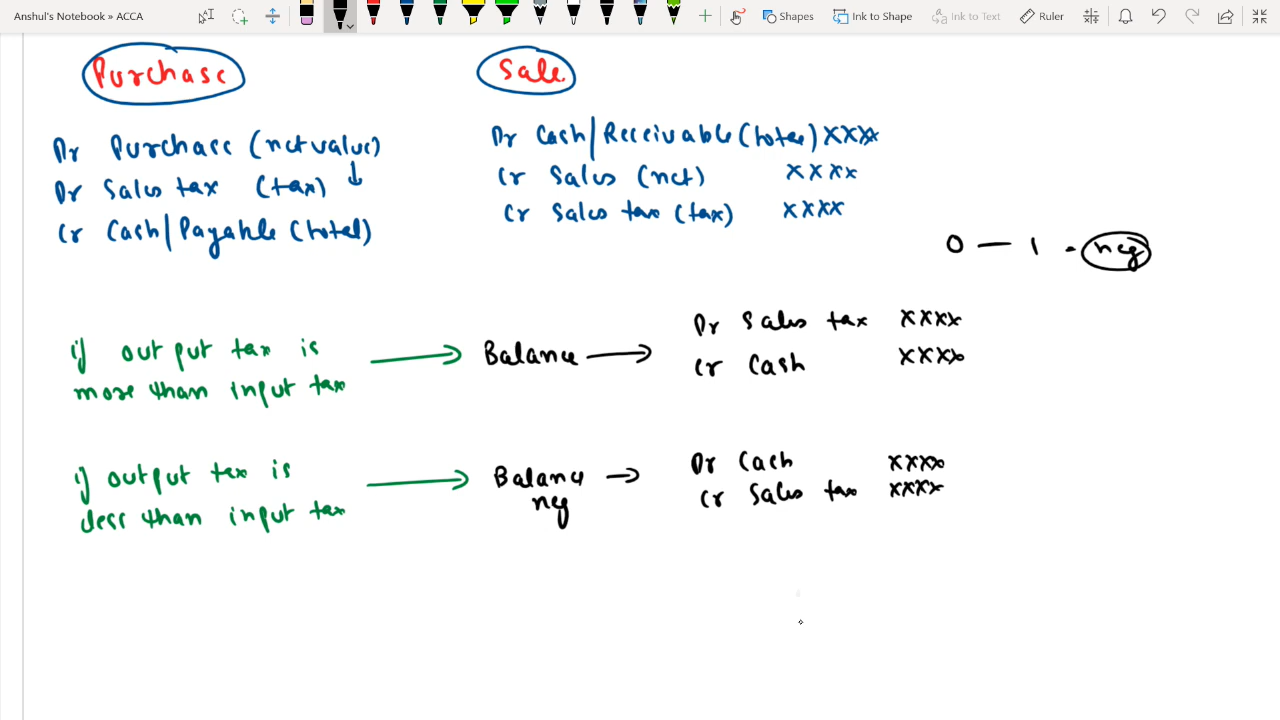 Anshul's Notebook » ACCA
Shapes
Ink to Shape
Ink to Text
Ruler
Purchase
Dr Purchase (net value)
Dr Sales tax (tax)
Cr Cash/Payable (total)
Sale
Dr Cash/Receivable (total) XXXX
Cr Sales (net) XXXX
Cr Sales tax (tax) XXXX
0 — 1 - neg
if output tax is
more than input tax
Balance
Dr Sales tax XXXX
Cr Cash XXXX
if output tax is
less than input tax
Balance
neg
Dr Cash XXXX
Cr Sales tax XXXX